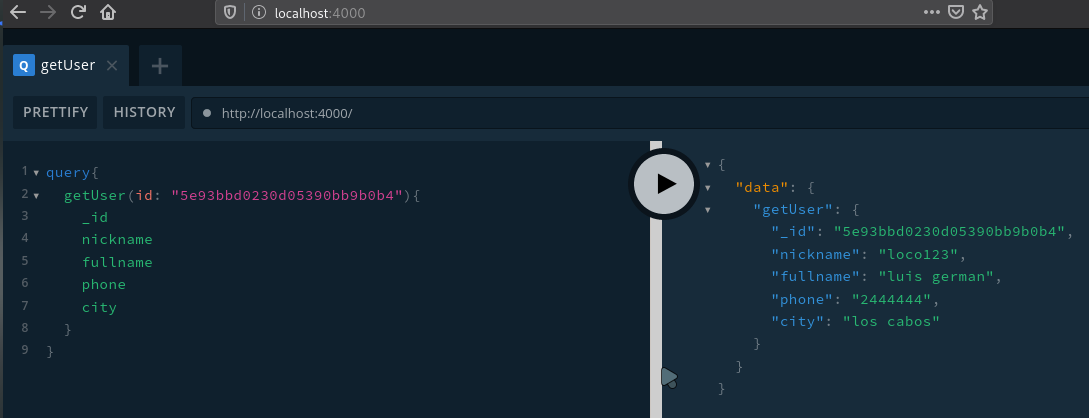 localhost:4000
Q getUser
PRETTIFY HISTORY http://localhost:4000/
1 query{
2 getUser(id: "5e93bbd0230d05390bb9b0b4"){
3 _id
4 nickname
5 fullname
6 phone
7 city
8 }
9 }
{
"data": {
"getUser": {
"_id": "5e93bbd0230d05390bb9b0b4",
"nickname": "loco123",
"fullname": "luis german",
"phone": "2444444",
"city": "los cabos"
}
}
}